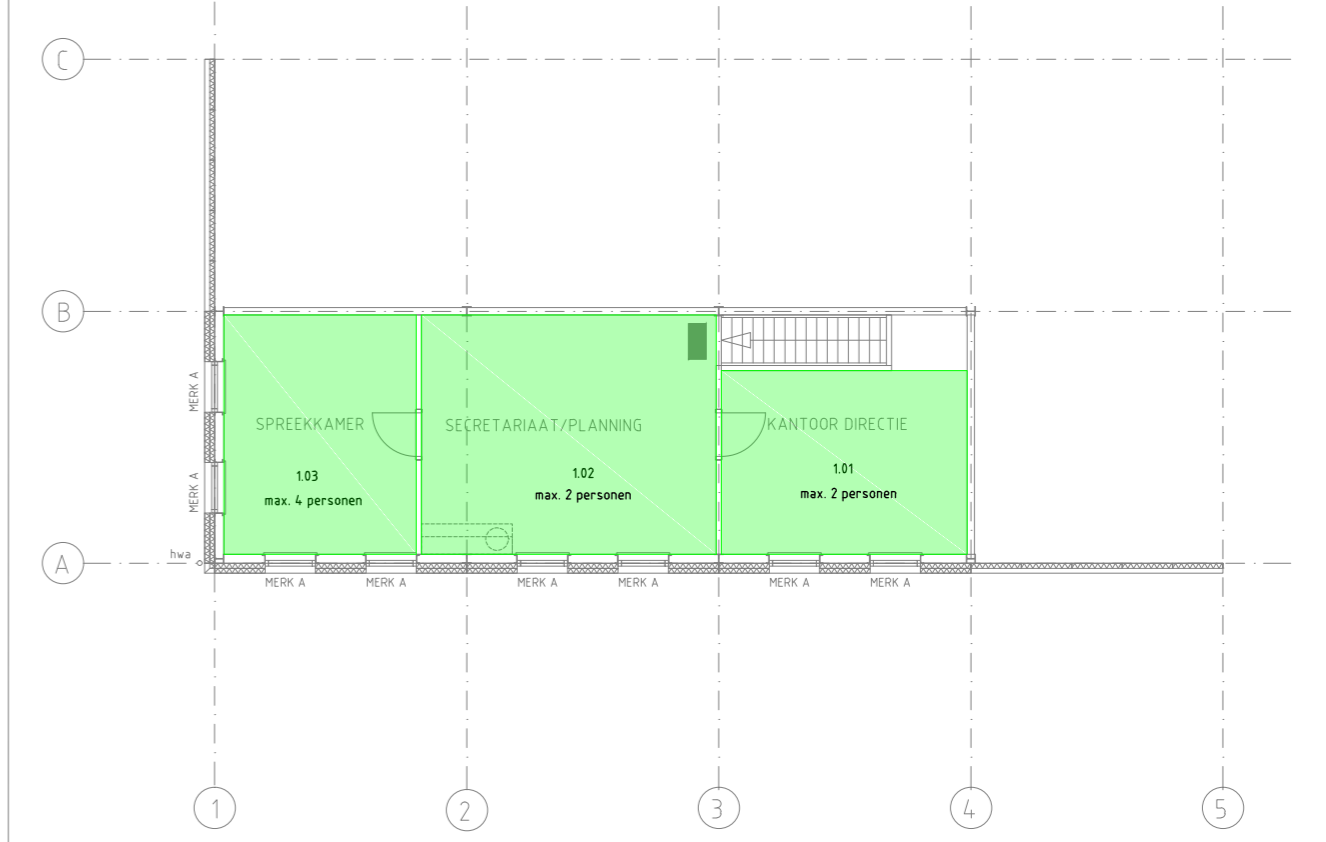 C
B
MERK A
SPREEKKAMER
SECRETARIAAT/PLANNING
KANTOOR DIRECTIE
1.03
max. 4 personen
1.02
max. 2 personen
1.01
max. 2 personen
MERK A
hwa
A
MERK A
MERK A
MERK A
MERK A
MERK A
MERK A
1
2
3
4
5